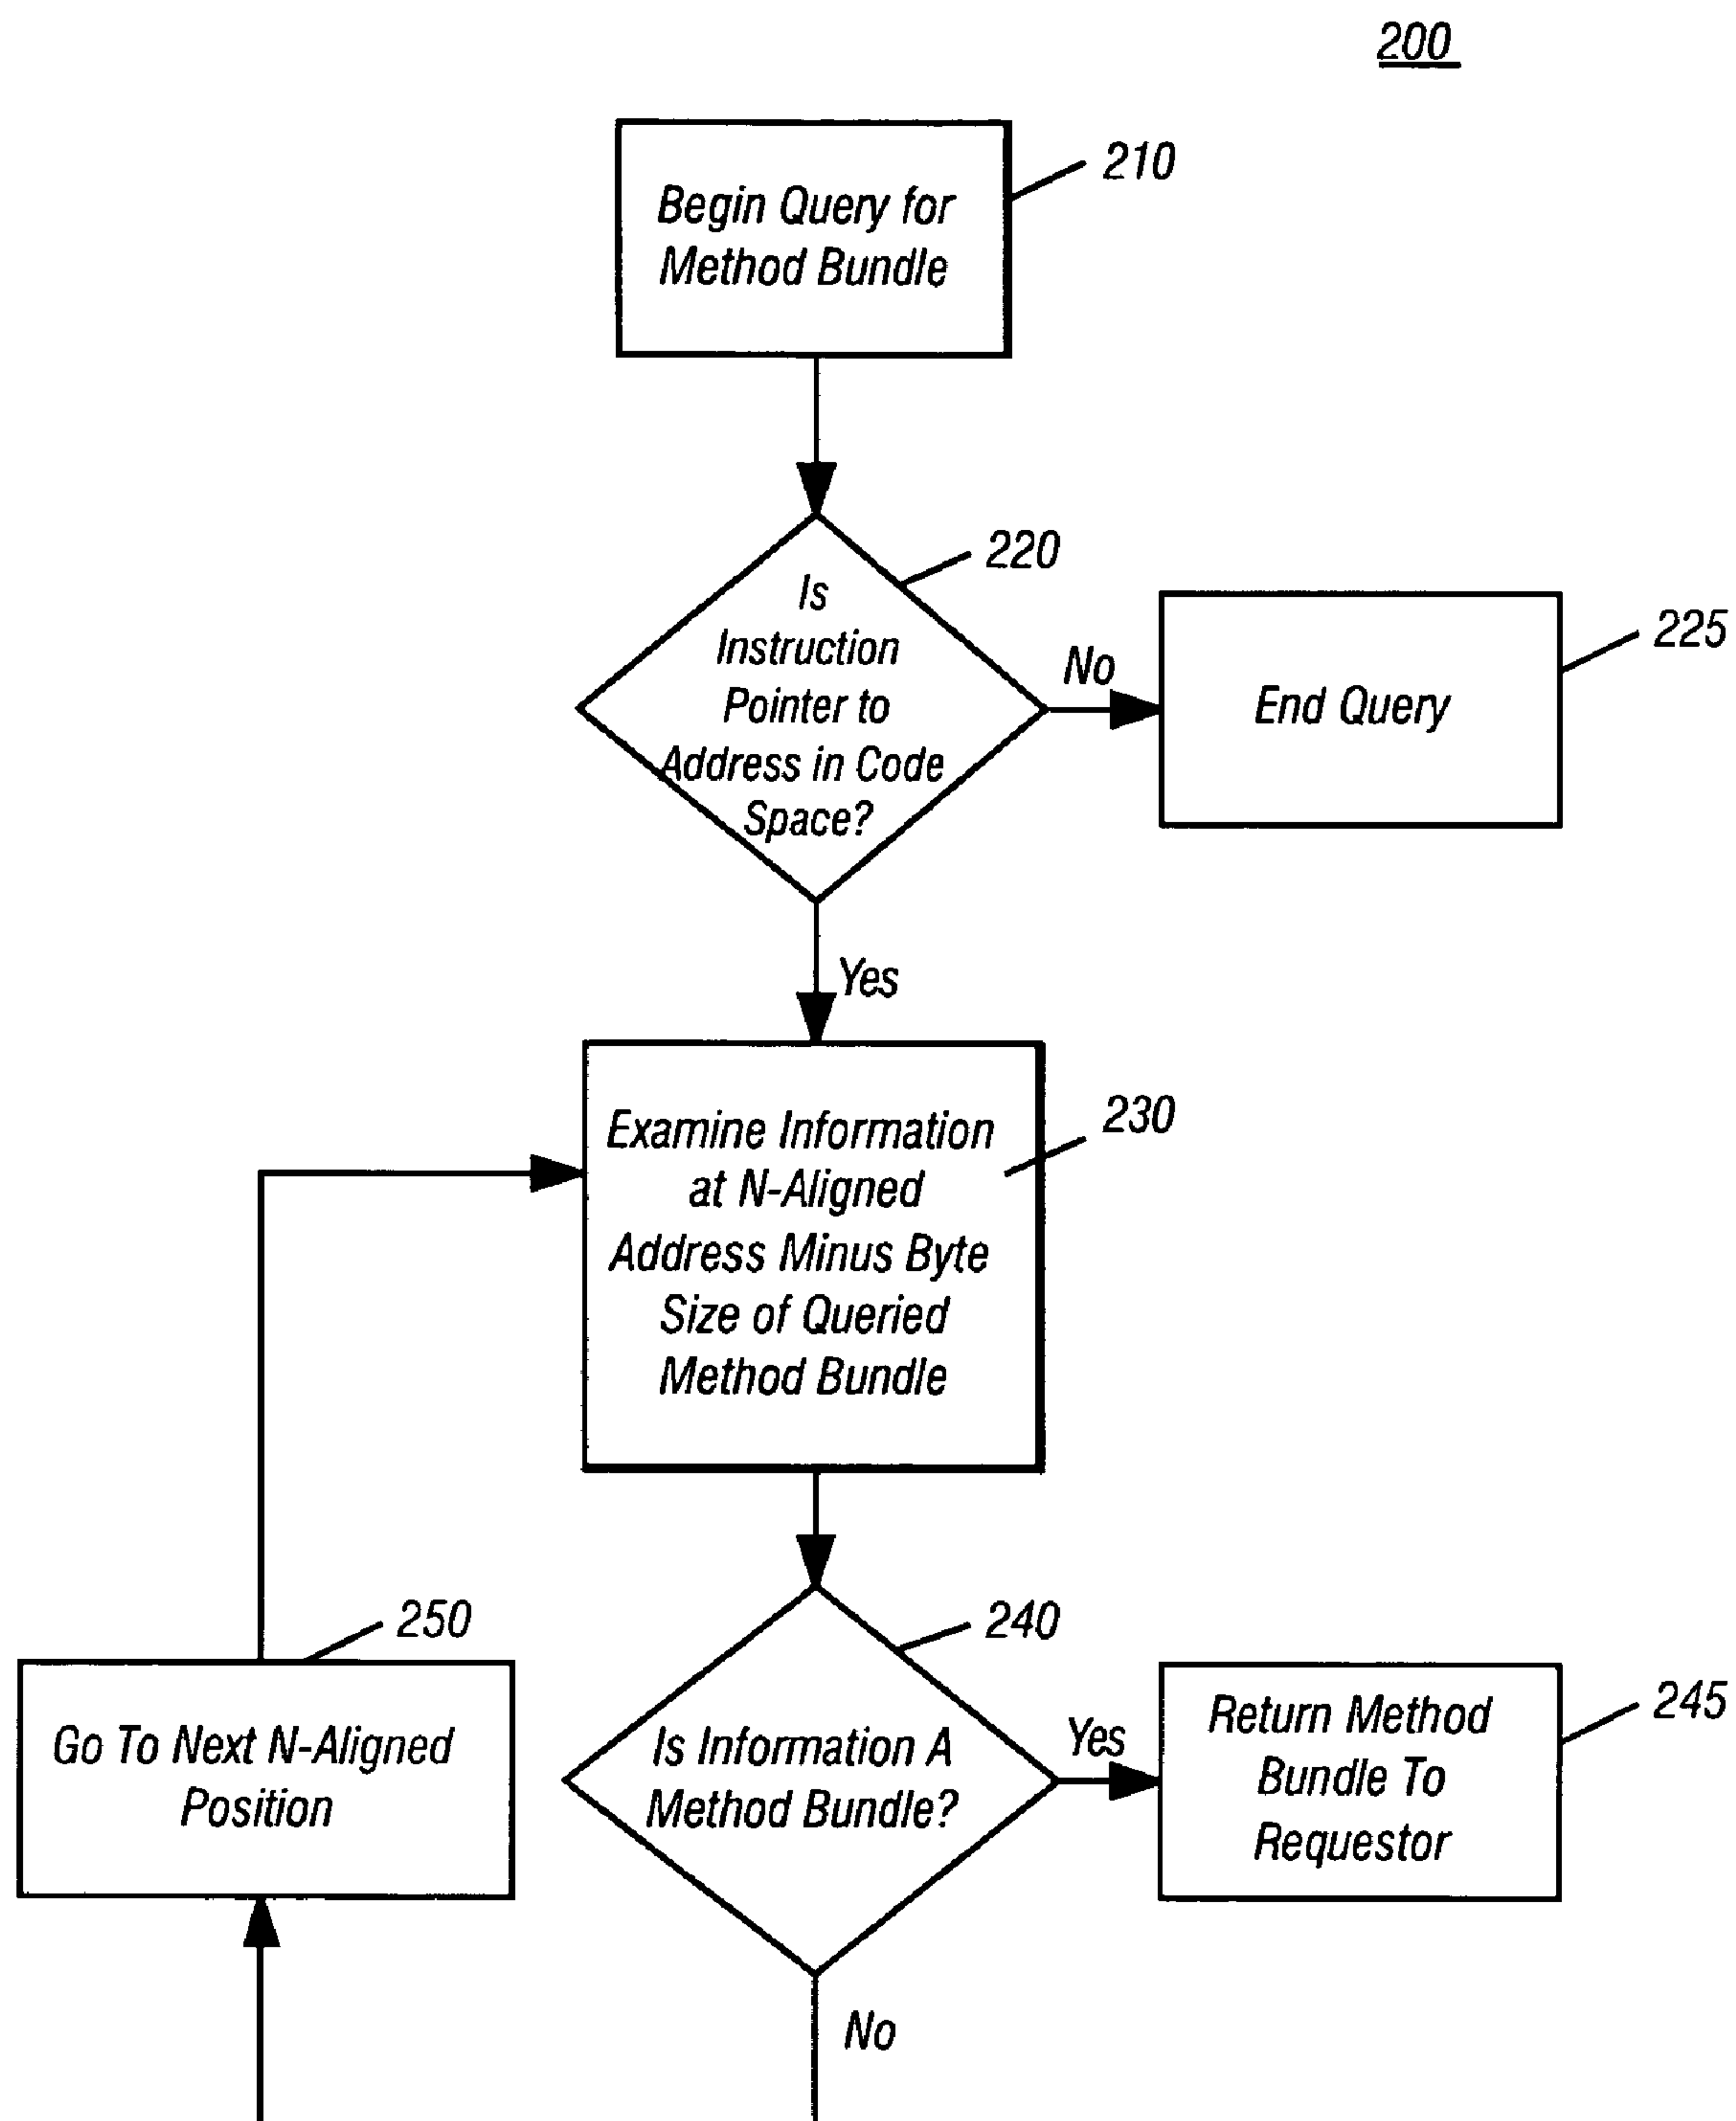 200
Begin Query for
Method Bundle
210
Is
Instruction
Pointer to
Address in Code
Space?
220
No
End Query
225
Yes
Examine Information
at N-Aligned
Address Minus Byte
Size of Queried
Method Bundle
230
Is Information A
Method Bundle?
240
Yes
Return Method
Bundle To
Requestor
245
No
Go To Next N-Aligned
Position
250